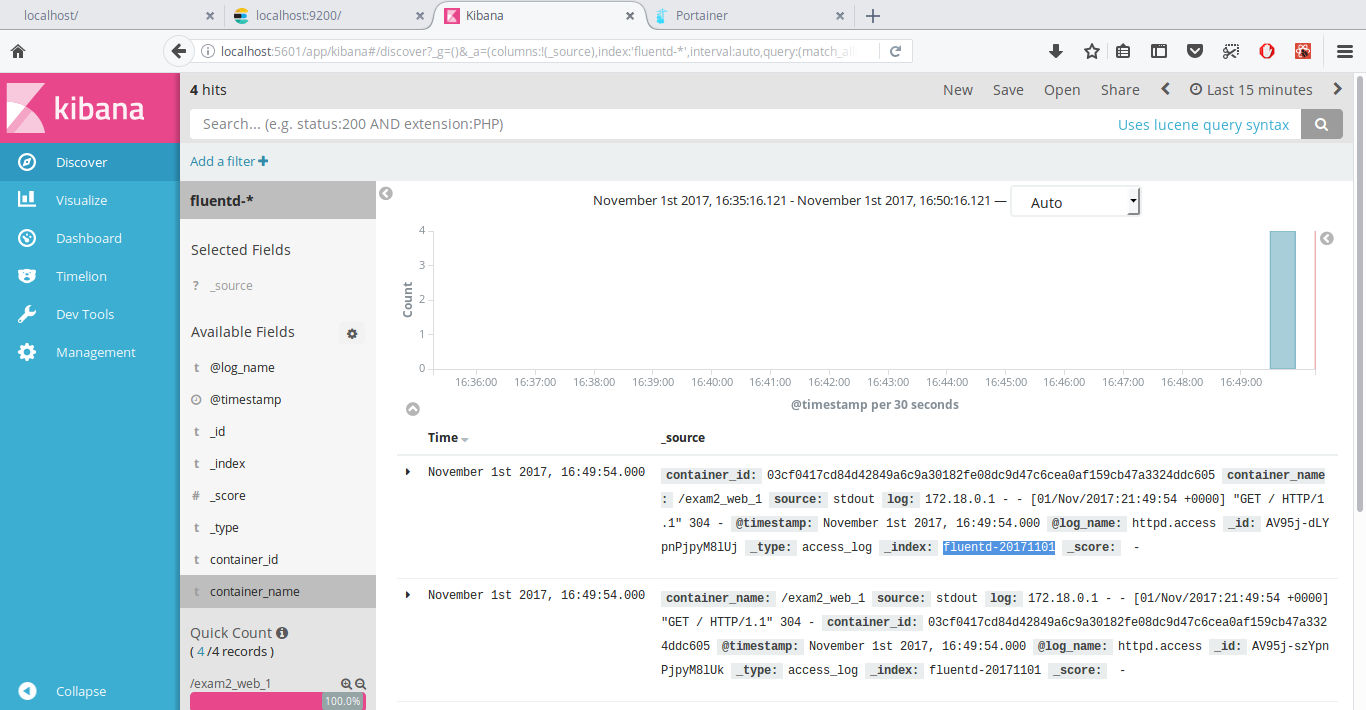 localhost/ × localhost:9200/ × Kibana × Portainer × +
localhost:5601/app/kibana#/discover?_g=()&_a=(columns:!(_source),index:'fluentd-*',interval:auto,query:(match_all
kibana
Discover
Visualize
Dashboard
Timelion
Dev Tools
Management
Collapse
4 hits
New Save Open Share Last 15 minutes
Search... (e.g. status:200 AND extension:PHP) Uses lucene query syntax
Add a filter +
fluentd-*
Selected Fields
? _source
Available Fields
t @log_name
@timestamp
t _id
t _index
# _score
t _type
t container_id
t container_name
Quick Count
( 4 /4 records )
/exam2_web_1
100.0%
November 1st 2017, 16:35:16.121 - November 1st 2017, 16:50:16.121 — Auto
Count
4
3
2
1
0
16:36:00 16:37:00 16:38:00 16:39:00 16:40:00 16:41:00 16:42:00 16:43:00 16:44:00 16:45:00 16:46:00 16:47:00 16:48:00 16:49:00
@timestamp per 30 seconds
Time _source
November 1st 2017, 16:49:54.000 container_id: 03cf0417cd84d42849a6c9a30182fe08dc9d47c6cea0af159cb47a3324ddc605 container_name
: /exam2_web_1 source: stdout log: 172.18.0.1 - - [01/Nov/2017:21:49:54 +0000] "GET / HTTP/1
.1" 304 - @timestamp: November 1st 2017, 16:49:54.000 @log_name: httpd.access _id: AV95j-dLY
pnPjpyM8lUj _type: access_log _index: fluentd-20171101 _score: -
November 1st 2017, 16:49:54.000 container_name: /exam2_web_1 source: stdout log: 172.18.0.1 - - [01/Nov/2017:21:49:54 +0000]
"GET / HTTP/1.1" 304 - container_id: 03cf0417cd84d42849a6c9a30182fe08dc9d47c6cea0af159cb47a332
4ddc605 @timestamp: November 1st 2017, 16:49:54.000 @log_name: httpd.access _id: AV95j-szYpn
PjpyM8lUk _type: access_log _index: fluentd-20171101 _score: -